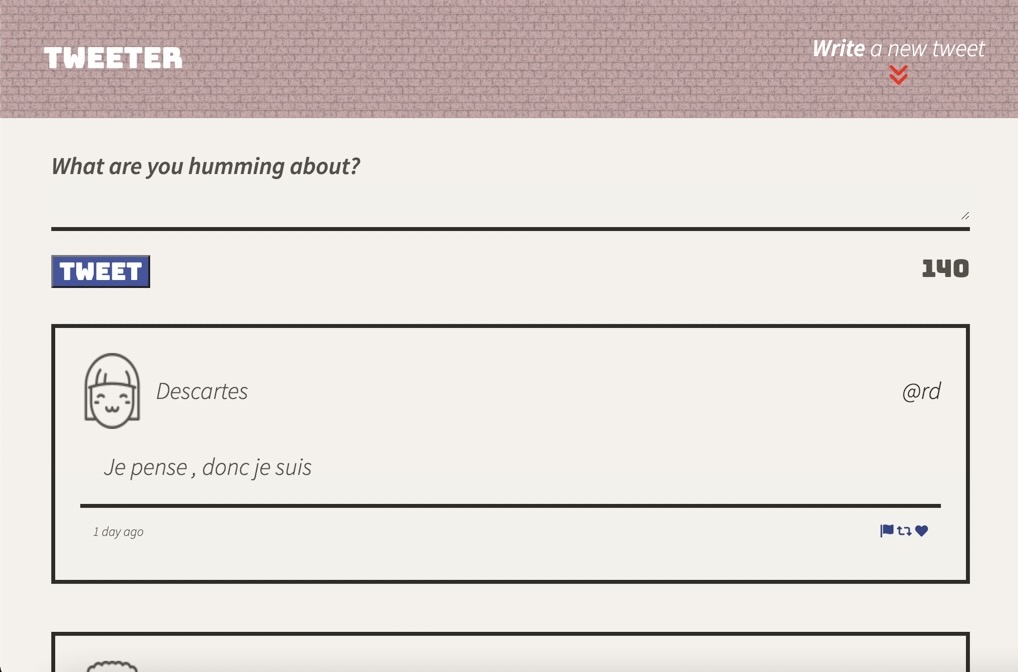 TWEETER
Write a new tweet
What are you humming about?
TWEET
140
Descartes
@rd
Je pense , donc je suis
1 day ago